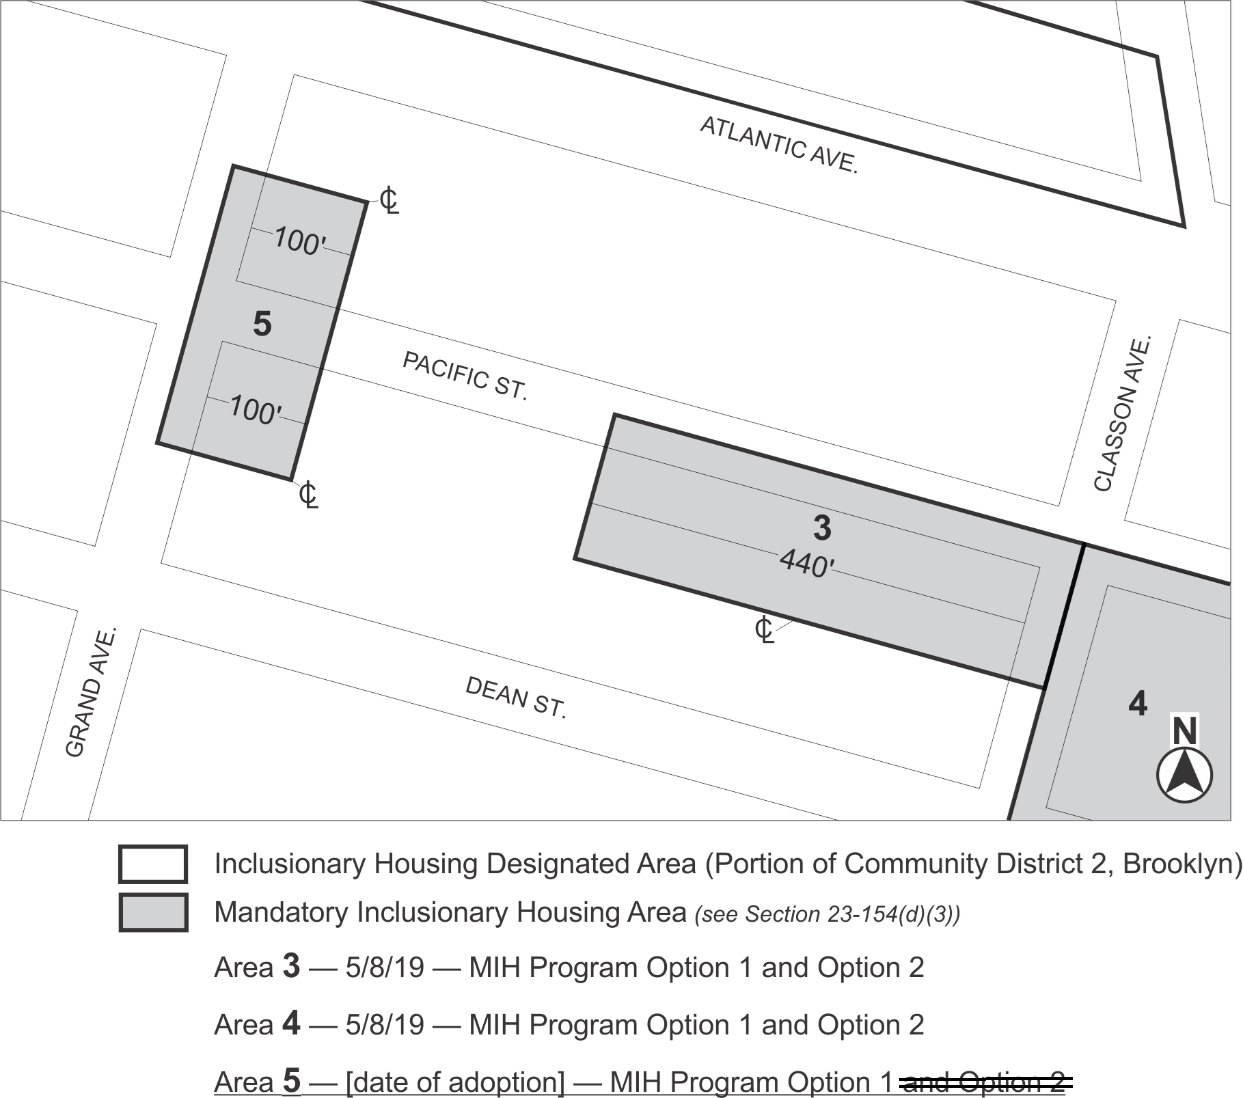 ATLANTIC AVE.
℄
100'
5
PACIFIC ST.
CLASSON AVE.
100'
℄
3
440'
℄
GRAND AVE.
DEAN ST.
4
N
Inclusionary Housing Designated Area (Portion of Community District 2, Brooklyn)
Mandatory Inclusionary Housing Area (see Section 23-154(d)(3))
Area 3 — 5/8/19 — MIH Program Option 1 and Option 2
Area 4 — 5/8/19 — MIH Program Option 1 and Option 2
Area 5 — [date of adoption] — MIH Program Option 1 and Option 2